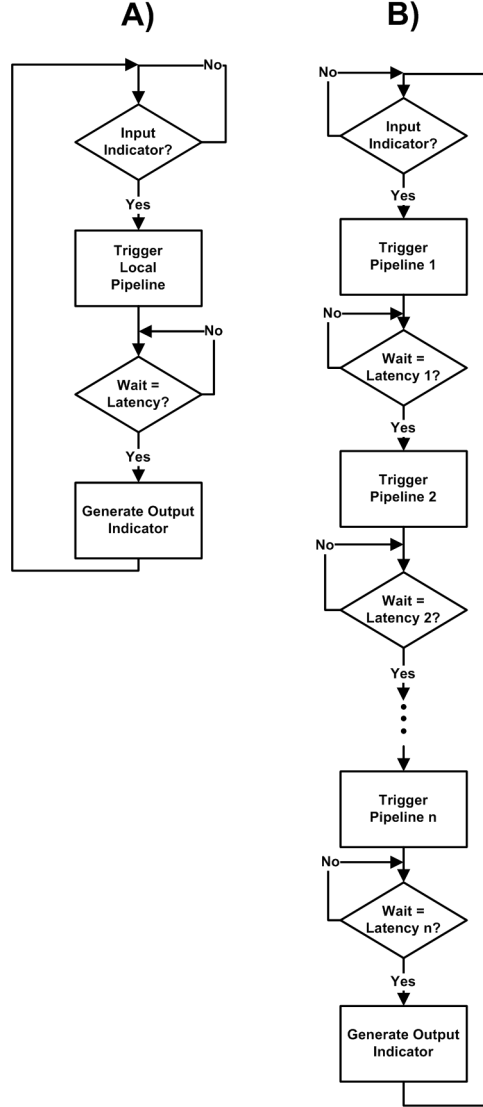 A)
No
Input
Indicator?
Yes
Trigger
Local
Pipeline
No
Wait =
Latency?
Yes
Generate Output
Indicator
B)
No
Input
Indicator?
Yes
Trigger
Pipeline 1
No
Wait =
Latency 1?
Yes
Trigger
Pipeline 2
No
Wait =
Latency 2?
Yes
Trigger
Pipeline n
No
Wait =
Latency n?
Yes
Generate Output
Indicator